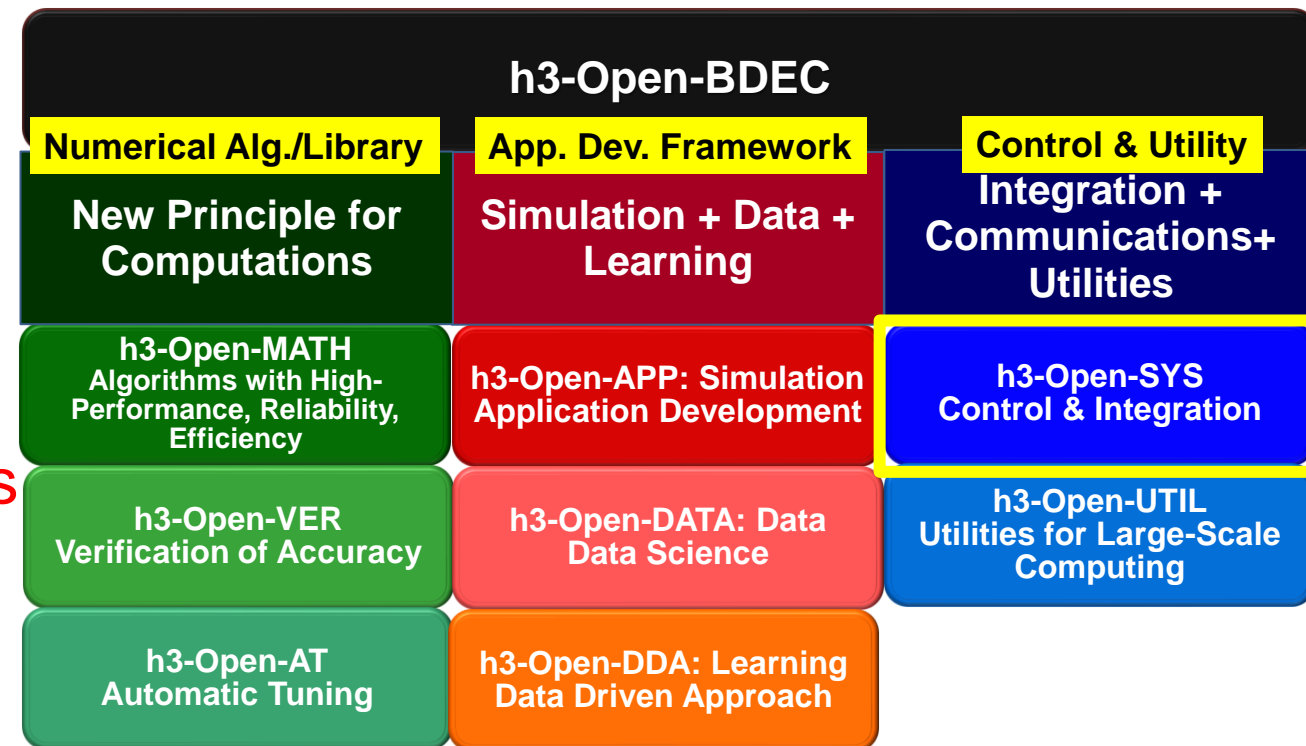 h3-Open-BDEC
Numerical Alg./Library
New Principle for
Computations
h3-Open-MATH
Algorithms with High-
Performance, Reliability,
Efficiency
s
h3-Open-VER
Verification of Accuracy
h3-Open-AT
Automatic Tuning
App. Dev. Framework
Simulation + Data +
Learning
h3-Open-APP: Simulation
Application Development
h3-Open-DATA: Data
Data Science
h3-Open-DDA: Learning
Data Driven Approach
Control & Utility
Integration +
Communications+
Utilities
h3-Open-SYS
Control & Integration
h3-Open-UTIL
Utilities for Large-Scale
Computing